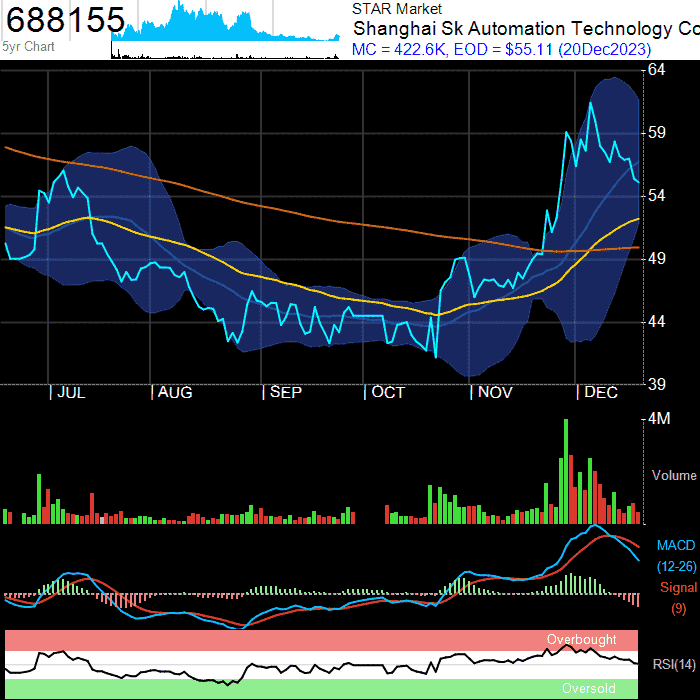 688155
5yr Chart
STAR Market
Shanghai Sk Automation Technology Co
MC = 422.6K, EOD = $55.11 (20Dec2023)
64
59
54
49
44
39
JUL AUG SEP OCT NOV DEC
4M
Volume
MACD
(12-26)
Signal
(9)
Overbought
RSI(14)
Oversold